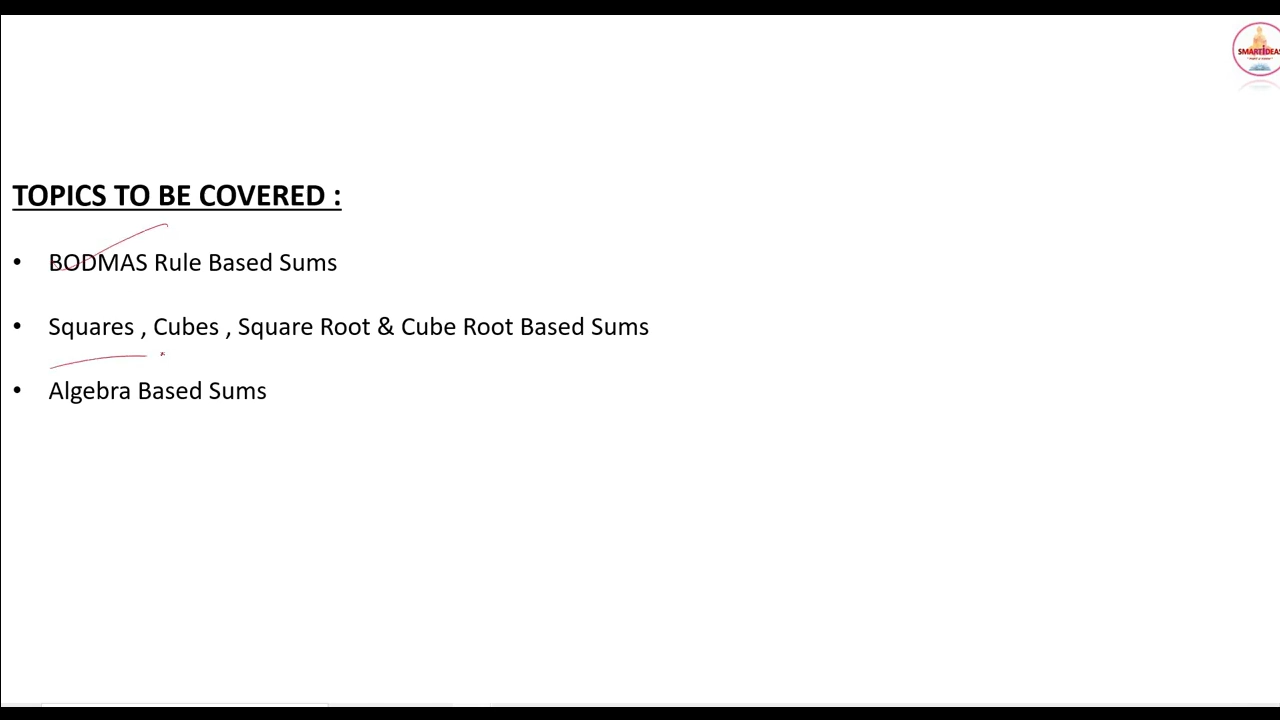 SMARTIDEAS
TOPICS TO BE COVERED :
• BODMAS Rule Based Sums
• Squares , Cubes , Square Root & Cube Root Based Sums
• Algebra Based Sums